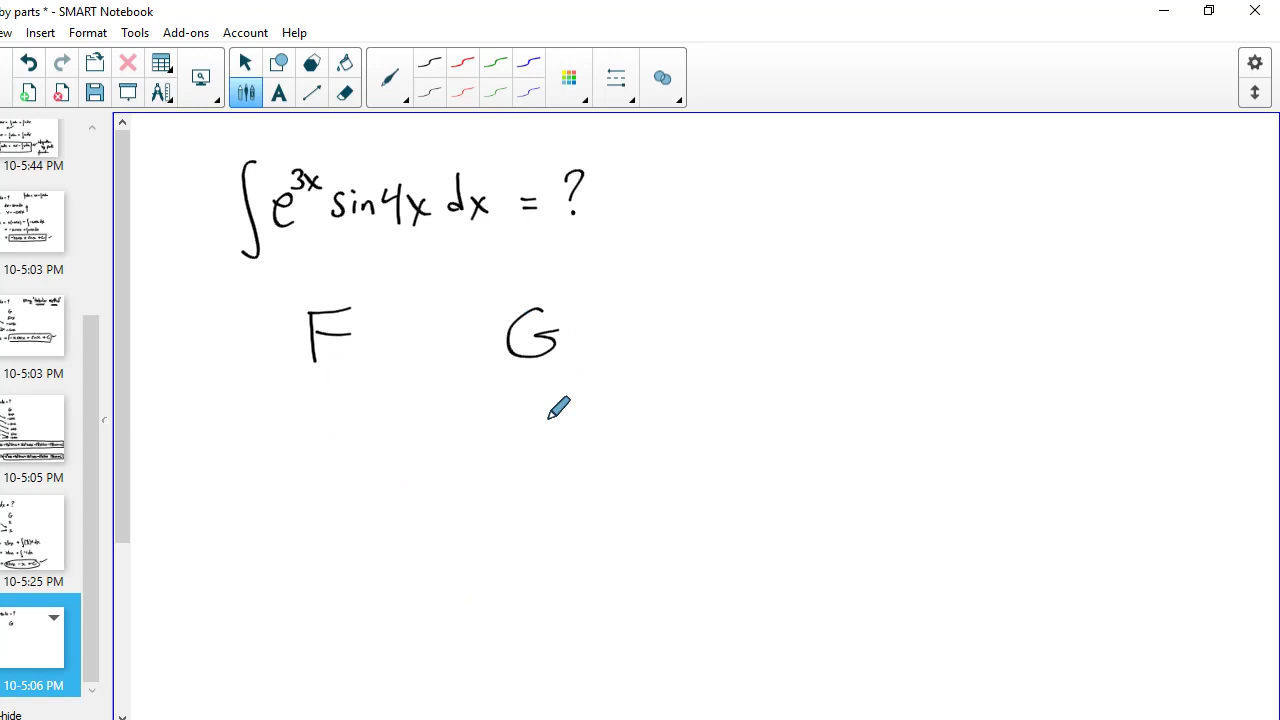 by parts * - SMART Notebook
ew Insert Format Tools Add-ons Account Help
∫ e^{3x} sin 4x dx = ?
F G
10-5:44 PM
10-5:03 PM
10-5:03 PM
10-5:05 PM
10-5:25 PM
10-5:06 PM
-hide